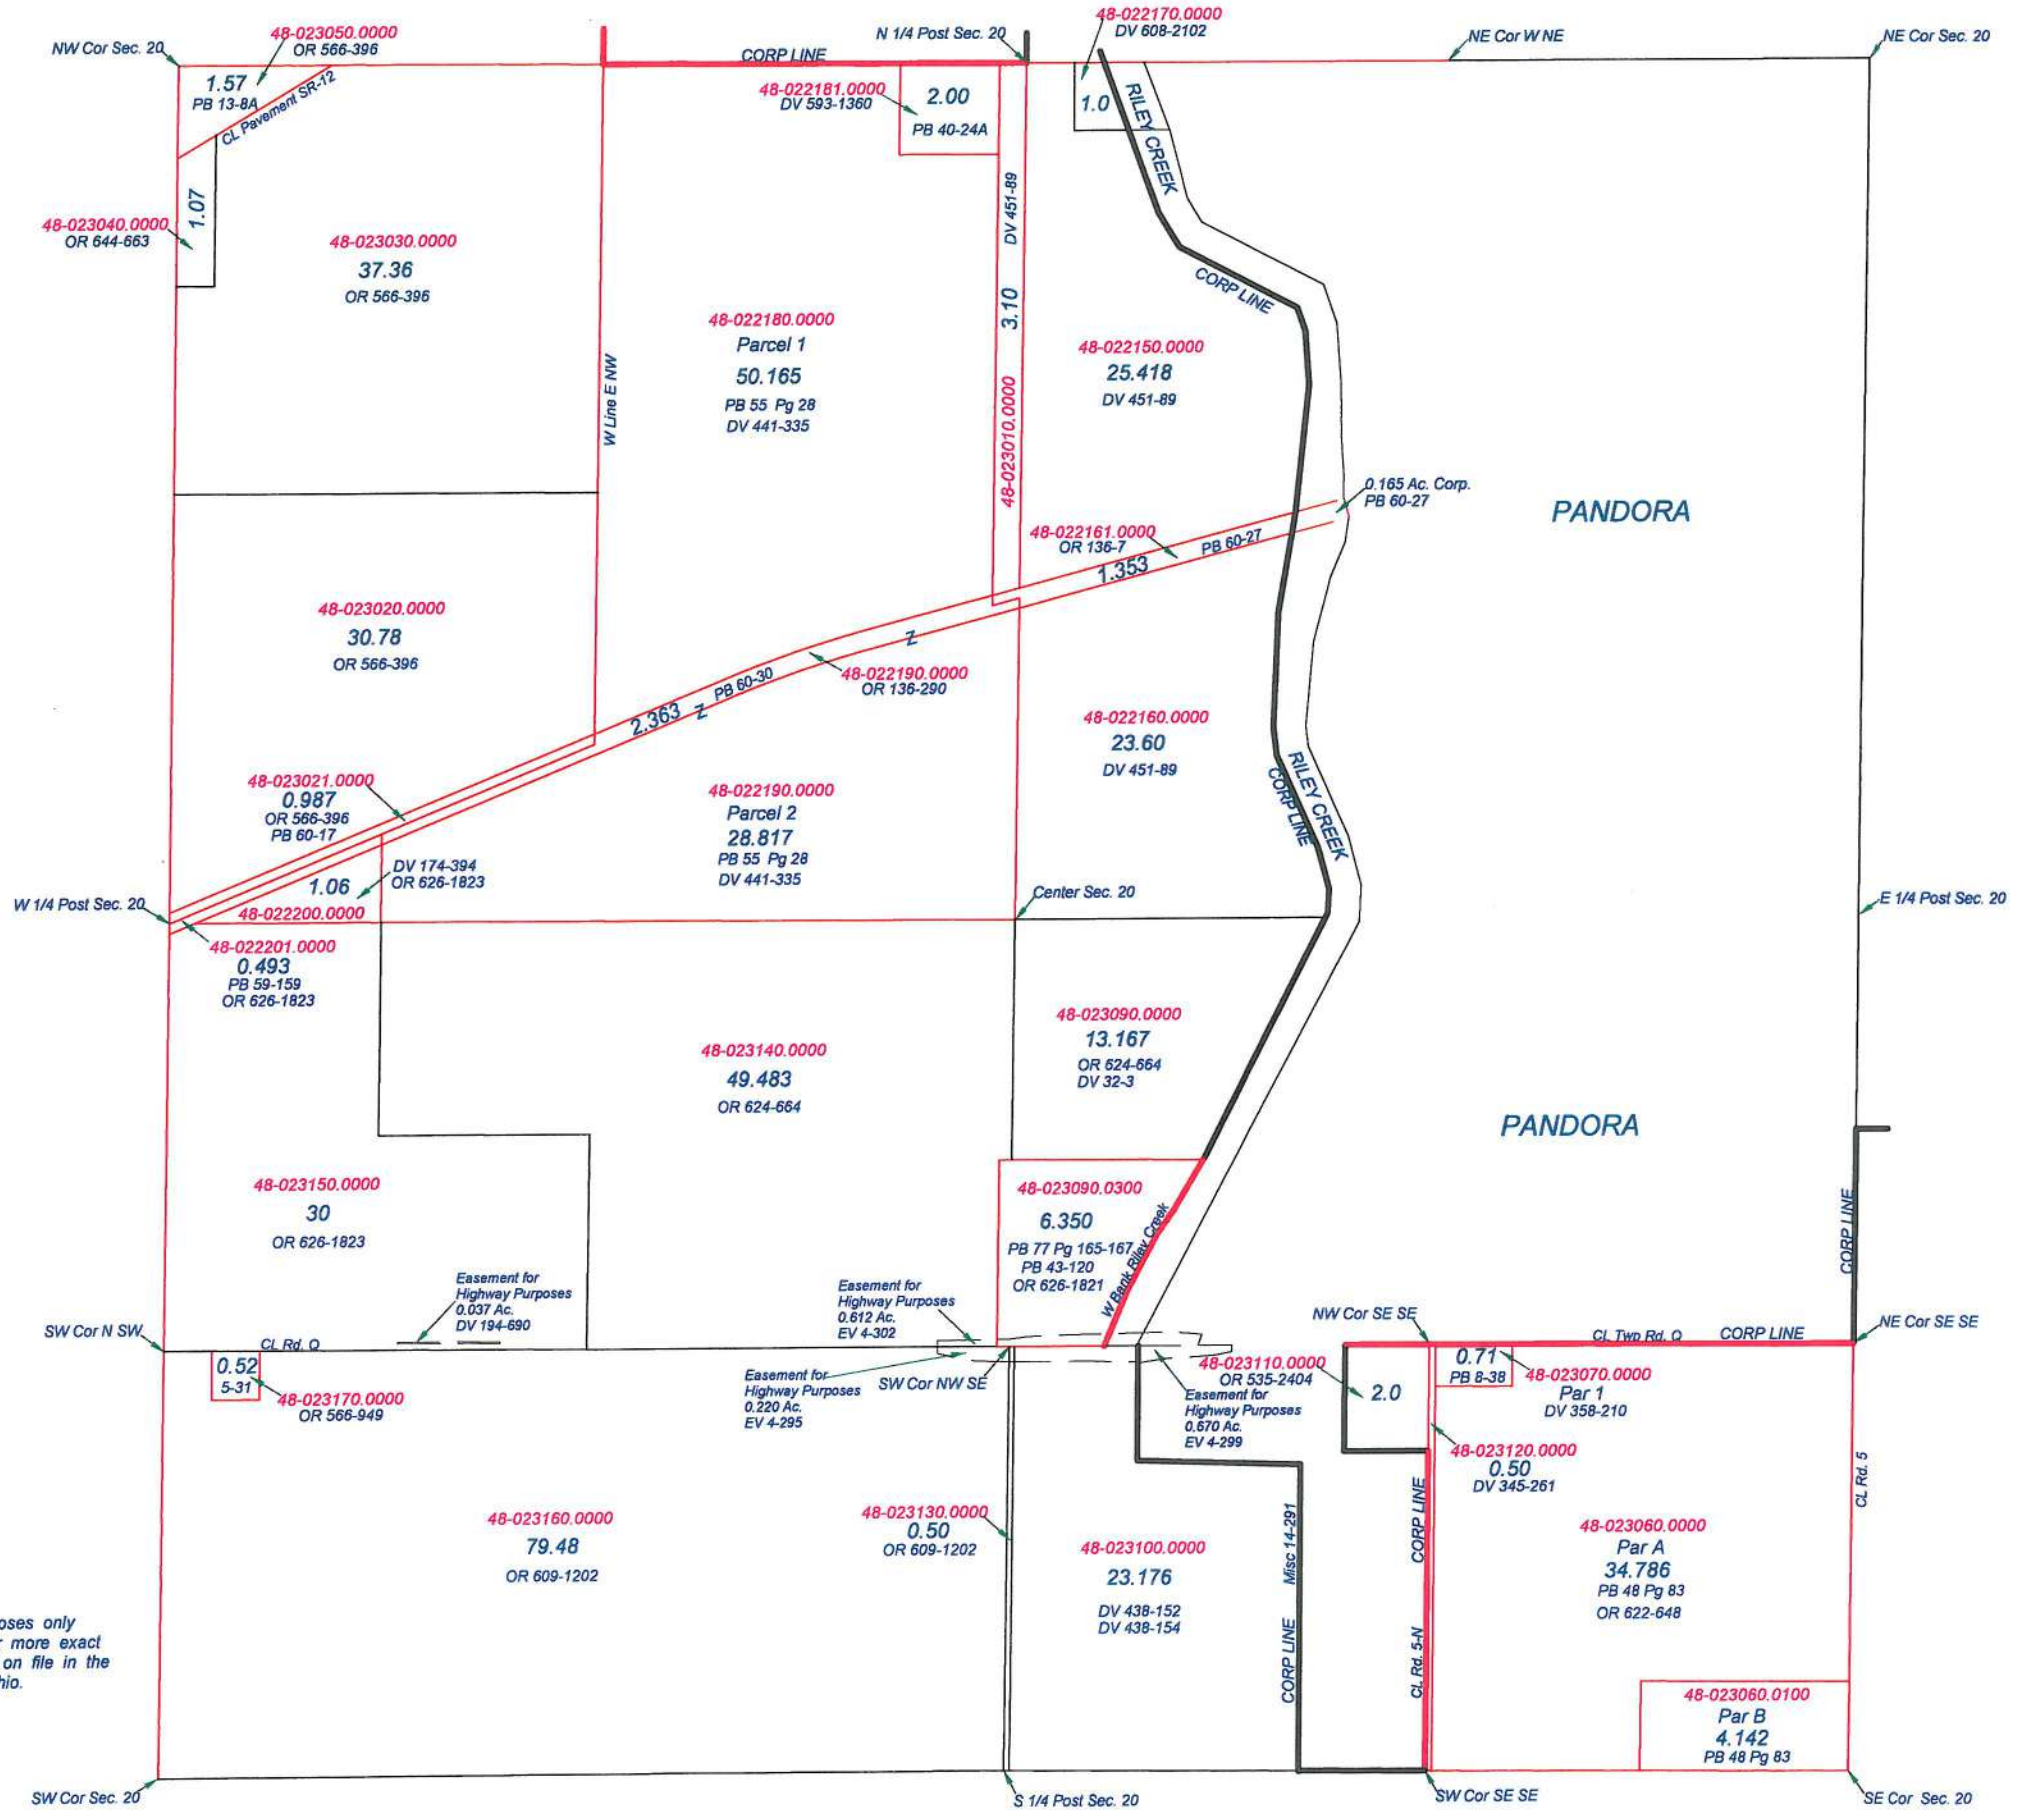 48-023050.0000
OR 566-396
NW Cor Sec. 20
1.57
PB 13-8A
CL Pavement SR-12
CORP LINE
N 1/4 Post Sec. 20
48-022170.0000
DV 608-2102
NE Cor W NE
NE Cor Sec. 20
48-022181.0000
DV 593-1360
2.00
PB 40-24A
1.0
RILEY CREEK
1.07
48-023040.0000
OR 644-663
48-023030.0000
37.36
OR 566-396
DV 451-89
3.10
48-023010.0000
CORP LINE
48-022180.0000
Parcel 1
50.165
PB 55 Pg 28
DV 441-335
W Line E NW
48-022150.0000
25.418
DV 451-89
0.165 Ac. Corp.
PB 60-27
PANDORA
48-022161.0000
OR 136-7
PB 60-27
1.353
48-023020.0000
30.78
OR 566-396
Z
PB 60-30
48-022190.0000
OR 136-290
2.363
Z
48-022160.0000
23.60
DV 451-89
RILEY CREEK
CORP LINE
48-023021.0000
0.987
OR 566-396
PB 60-17
48-022190.0000
Parcel 2
28.817
PB 55 Pg 28
DV 441-335
DV 174-394
OR 626-1823
1.06
W 1/4 Post Sec. 20
48-022200.0000
Center Sec. 20
E 1/4 Post Sec. 20
48-022201.0000
0.493
PB 59-159
OR 626-1823
48-023090.0000
13.167
OR 624-664
DV 32-3
48-023140.0000
49.483
OR 624-664
PANDORA
48-023150.0000
30
OR 626-1823
48-023090.0300
6.350
PB 77 Pg 165-167
PB 43-120
OR 626-1821
W Bank Riley Creek
CORP LINE
Easement for
Highway Purposes
0.037 Ac.
DV 194-690
Easement for
Highway Purposes
0.612 Ac.
EV 4-302
SW Cor N SW
CL Rd. Q
NW Cor SE SE
CL Twp Rd. Q
CORP LINE
NE Cor SE SE
0.52
5-31
48-023170.0000
OR 566-949
Easement for
Highway Purposes
0.220 Ac.
EV 4-295
SW Cor NW SE
48-023110.0000
OR 535-2404
Easement for
Highway Purposes
0.670 Ac.
EV 4-299
2.0
0.71
PB 8-38
48-023070.0000
Par 1
DV 358-210
48-023120.0000
0.50
DV 345-261
CL Rd. 5
48-023160.0000
79.48
OR 609-1202
48-023130.0000
0.50
OR 609-1202
48-023100.0000
23.176
DV 438-152
DV 438-154
Misc 14-291
CORP LINE
CORP LINE
CL Rd. 5-N
48-023060.0000
Par A
34.786
PB 48 Pg 83
OR 622-648
48-023060.0100
Par B
4.142
PB 48 Pg 83
oses only
more exact
on file in the
hio.
SW Cor Sec. 20
S 1/4 Post Sec. 20
SW Cor SE SE
SE Cor Sec. 20